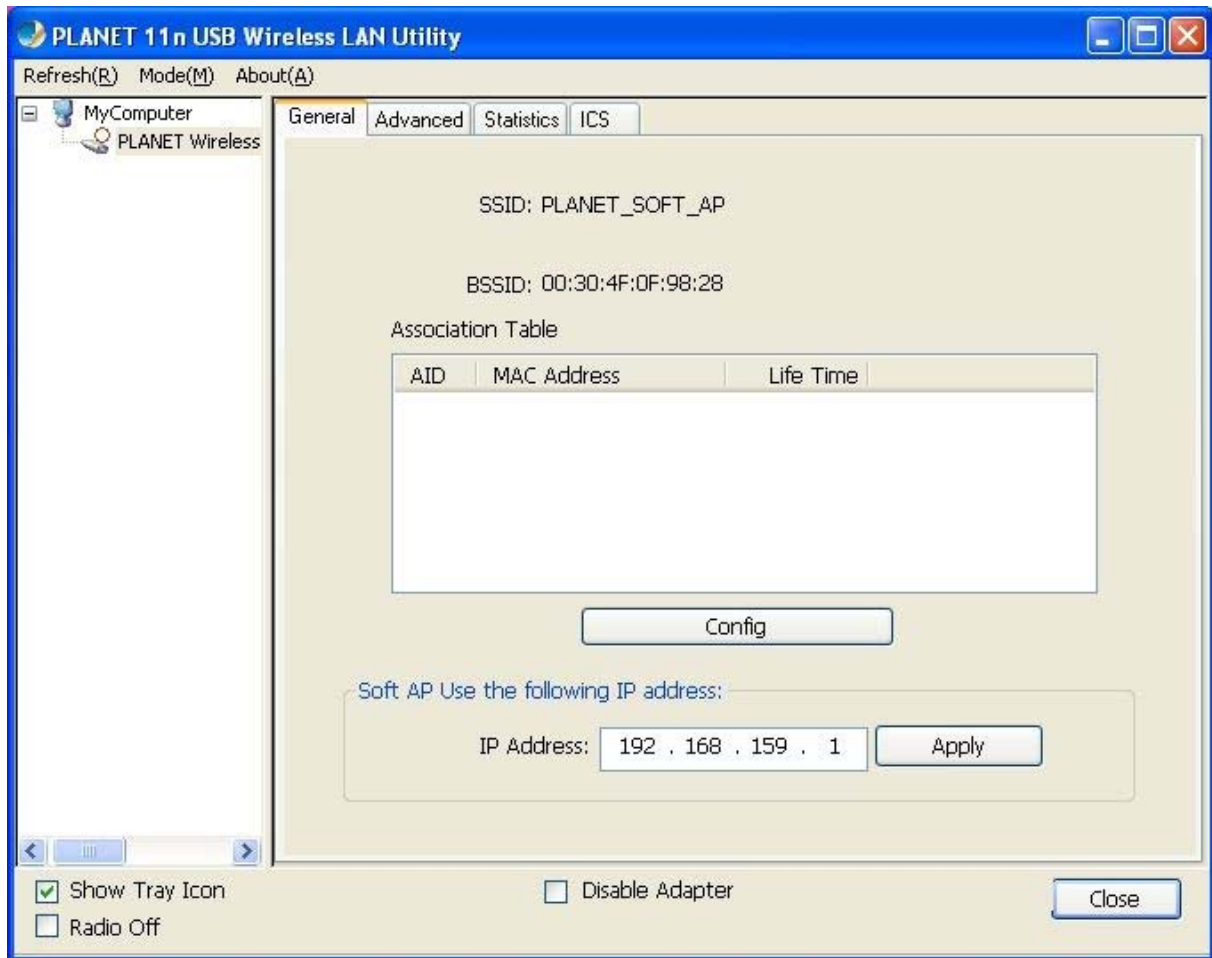 PLANET 11n USB Wireless LAN Utility
Refresh(R) Mode(M) About(A)
MyComputer
PLANET Wireless
General Advanced Statistics ICS
SSID: PLANET_SOFT_AP
BSSID: 00:30:4F:0F:98:28
Association Table
AID MAC Address Life Time
Config
Soft AP Use the following IP address:
IP Address: 192 . 168 . 159 . 1 Apply
Show Tray Icon Disable Adapter Close
Radio Off